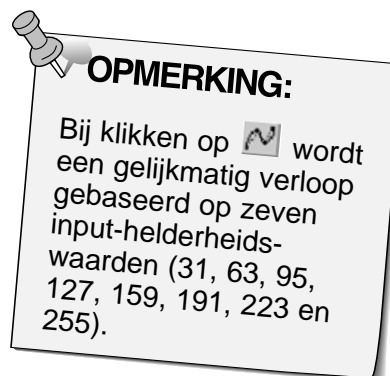 OPMERKING:
Bij klikken op wordt
een gelijkmatig verloop
gebaseerd op zeven
input-helderheids-
waarden (31, 63, 95,
127, 159, 191, 223 en
255).